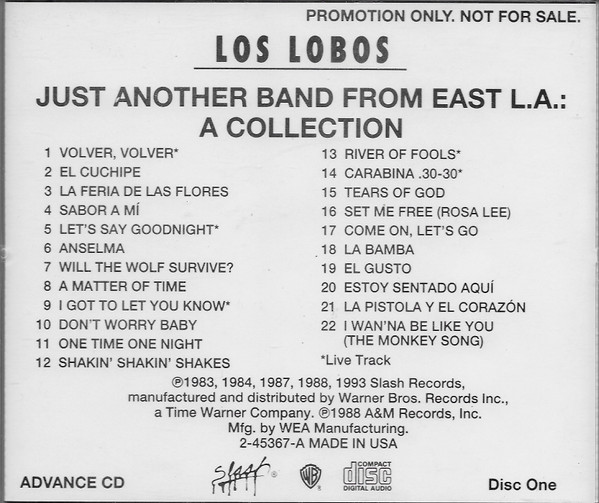 PROMOTION ONLY. NOT FOR SALE.
LOS LOBOS
JUST ANOTHER BAND FROM EAST L.A.:
A COLLECTION
1 VOLVER, VOLVER*
2 EL CUCHIPE
3 LA FERIA DE LAS FLORES
4 SABOR A MÍ
5 LET'S SAY GOODNIGHT*
6 ANSELMA
7 WILL THE WOLF SURVIVE?
8 A MATTER OF TIME
9 I GOT TO LET YOU KNOW*
10 DON'T WORRY BABY
11 ONE TIME ONE NIGHT
12 SHAKIN' SHAKIN' SHAKES
13 RIVER OF FOOLS*
14 CARABINA .30-30*
15 TEARS OF GOD
16 SET ME FREE (ROSA LEE)
17 COME ON, LET'S GO
18 LA BAMBA
19 EL GUSTO
20 ESTOY SENTADO AQUÍ
21 LA PISTOLA Y EL CORAZÓN
22 I WAN'NA BE LIKE YOU
(THE MONKEY SONG)
*Live Track
℗1983, 1984, 1987, 1988, 1993 Slash Records,
manufactured and distributed by Warner Bros. Records Inc.,
a Time Warner Company. ℗1988 A&M Records, Inc.
Mfg. by WEA Manufacturing.
2-45367-A MADE IN USA
ADVANCE CD
Slash ®
WB
COMPACT
disc
DIGITAL AUDIO
Disc One